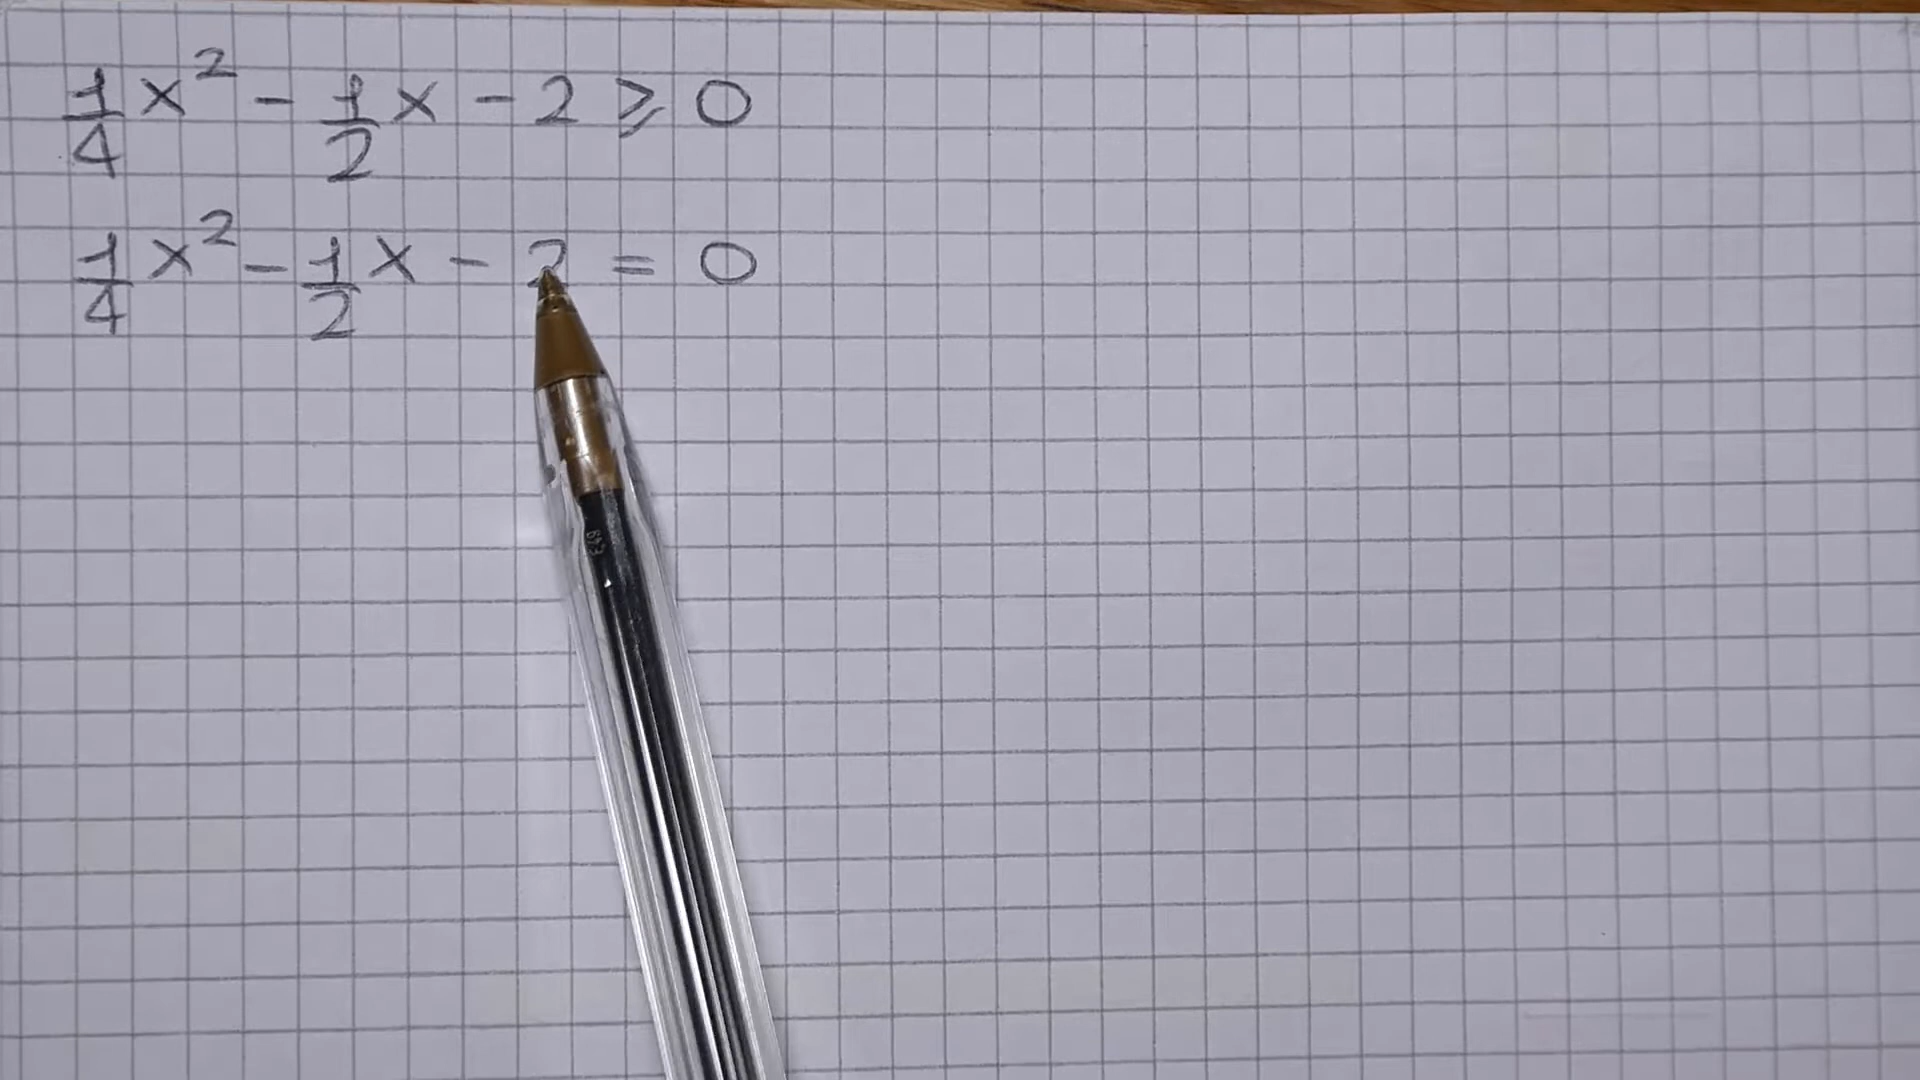 1/4 x² - 1/2 x - 2 ⩾ 0
1/4 x² - 1/2 x - 2 = 0